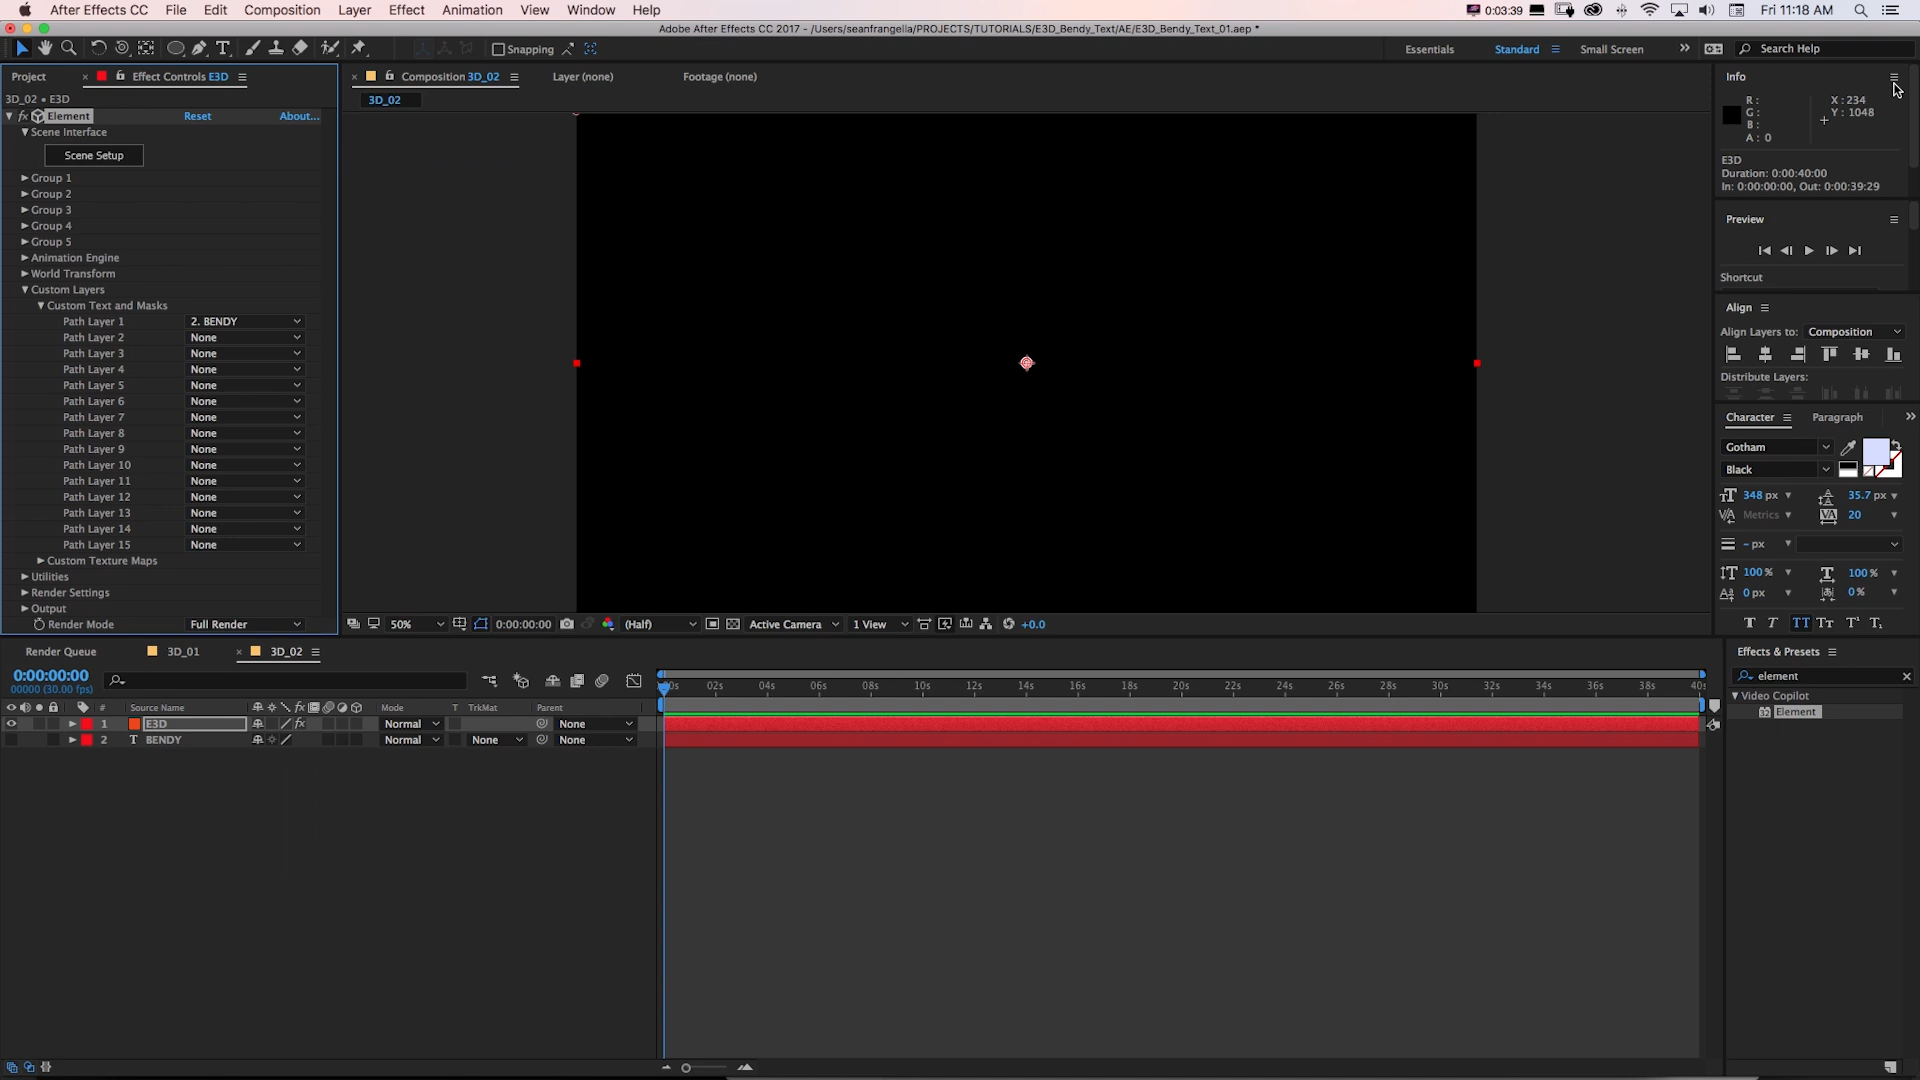 After Effects CC File Edit Composition Layer Effect Animation View Window Help 0:03:39 Fri 11:18 AM
Adobe After Effects CC 2017 - /Users/seanfrangella/PROJECTS/TUTORIALS/E3D_Bendy_Text/AE/E3D_Bendy_Text_01.aep *
Snapping Essentials Standard Small Screen Search Help
Project Effect Controls E3D Composition 3D_02 Layer (none) Footage (none) Info
3D_02 • E3D 3D_02
fx Element Reset About...
Scene Interface
Scene Setup
Group 1
Group 2
Group 3
Group 4
Group 5
Animation Engine
World Transform
Custom Layers
Custom Text and Masks
Path Layer 1 2. BENDY
Path Layer 2 None
Path Layer 3 None
Path Layer 4 None
Path Layer 5 None
Path Layer 6 None
Path Layer 7 None
Path Layer 8 None
Path Layer 9 None
Path Layer 10 None
Path Layer 11 None
Path Layer 12 None
Path Layer 13 None
Path Layer 14 None
Path Layer 15 None
Custom Texture Maps
Utilities
Render Settings
Output
Render Mode Full Render
50% 0:00:00:00 (Half) Active Camera 1 View +0.0
R: X: 234
G: Y: 1048
B:
A: 0
E3D
Duration: 0:00:40:00
In: 0:00:00:00, Out: 0:00:39:29
Preview
Shortcut
Align
Align Layers to: Composition
Distribute Layers:
Character Paragraph
Gotham
Black
348 px 35.7 px
Metrics 20
- px
100 % 100 %
0 px 0 %
T T TT Tr T¹ T₁
Render Queue 3D_01 3D_02
0:00:00:00
00000 (30.00 fps)
# Source Name Mode T TrkMat Parent
1 E3D Normal None
2 T BENDY Normal None None
00s 02s 04s 06s 08s 10s 12s 14s 16s 18s 20s 22s 24s 26s 28s 30s 32s 34s 36s 38s 40s
Effects & Presets
element
Video Copilot
32 Element